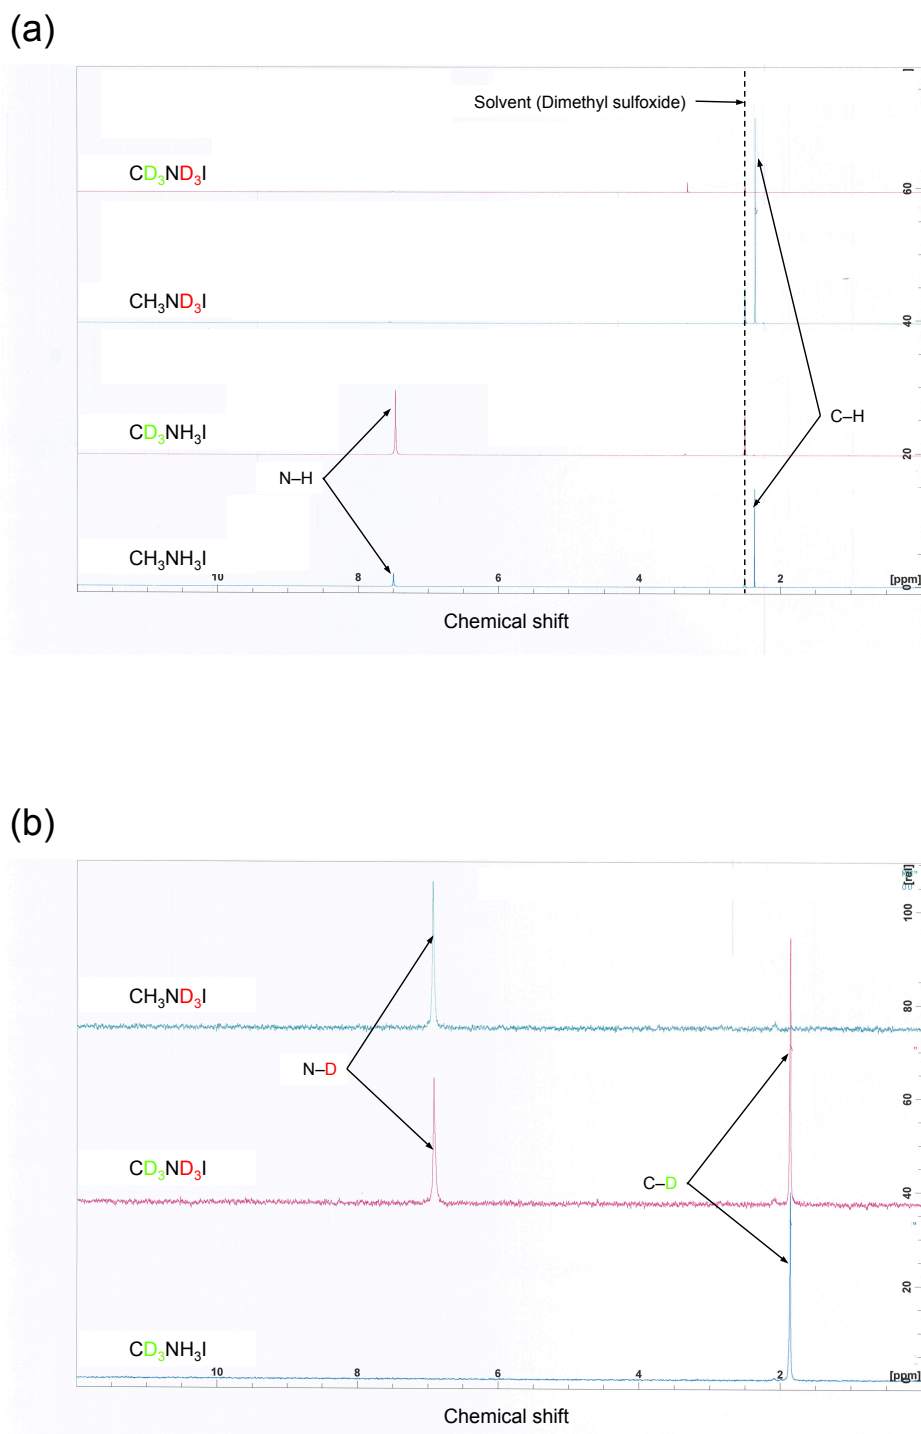 (a)
Solvent (Dimethyl sulfoxide)
CD₃ND₃I
60
CH₃ND₃I
40
C–H
CD₃NH₃I
20
N–H
CH₃NH₃I
10 8 6 4 2 [ppm]
0
Chemical shift
(b)
[rel]
100
CH₃ND₃I
80
N–D
60
CD₃ND₃I
C–D
40
20
CD₃NH₃I
10 8 6 4 2 [ppm]
0
Chemical shift